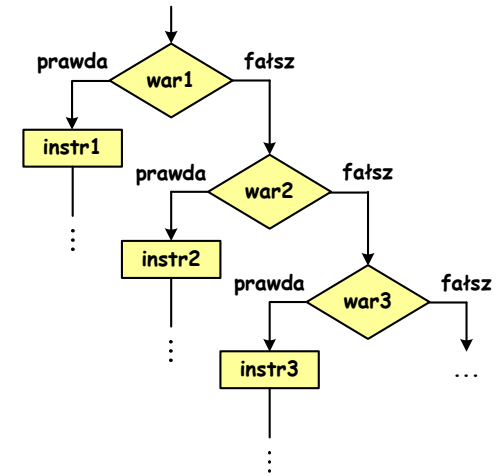 prawda fałsz
war1
instr1
prawda fałsz
war2
instr2
prawda fałsz
war3
instr3
...